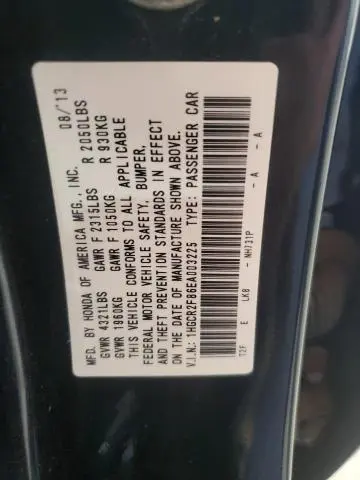 MFD. BY HONDA OF AMERICA MFG., INC. 08/'13
GVWR 4321LBS GAWR F 2315LBS R 2050LBS
GVWR 1960KG GAWR F 1050KG R 930KG
THIS VEHICLE CONFORMS TO ALL APPLICABLE
FEDERAL MOTOR VEHICLE SAFETY, BUMPER,
AND THEFT PREVENTION STANDARDS IN EFFECT
ON THE DATE OF MANUFACTURE SHOWN ABOVE.
V.I.N.: 1HGCR2F86EA003225 TYPE: PASSENGER CAR
T2F E LK8 - NH731P - A - A